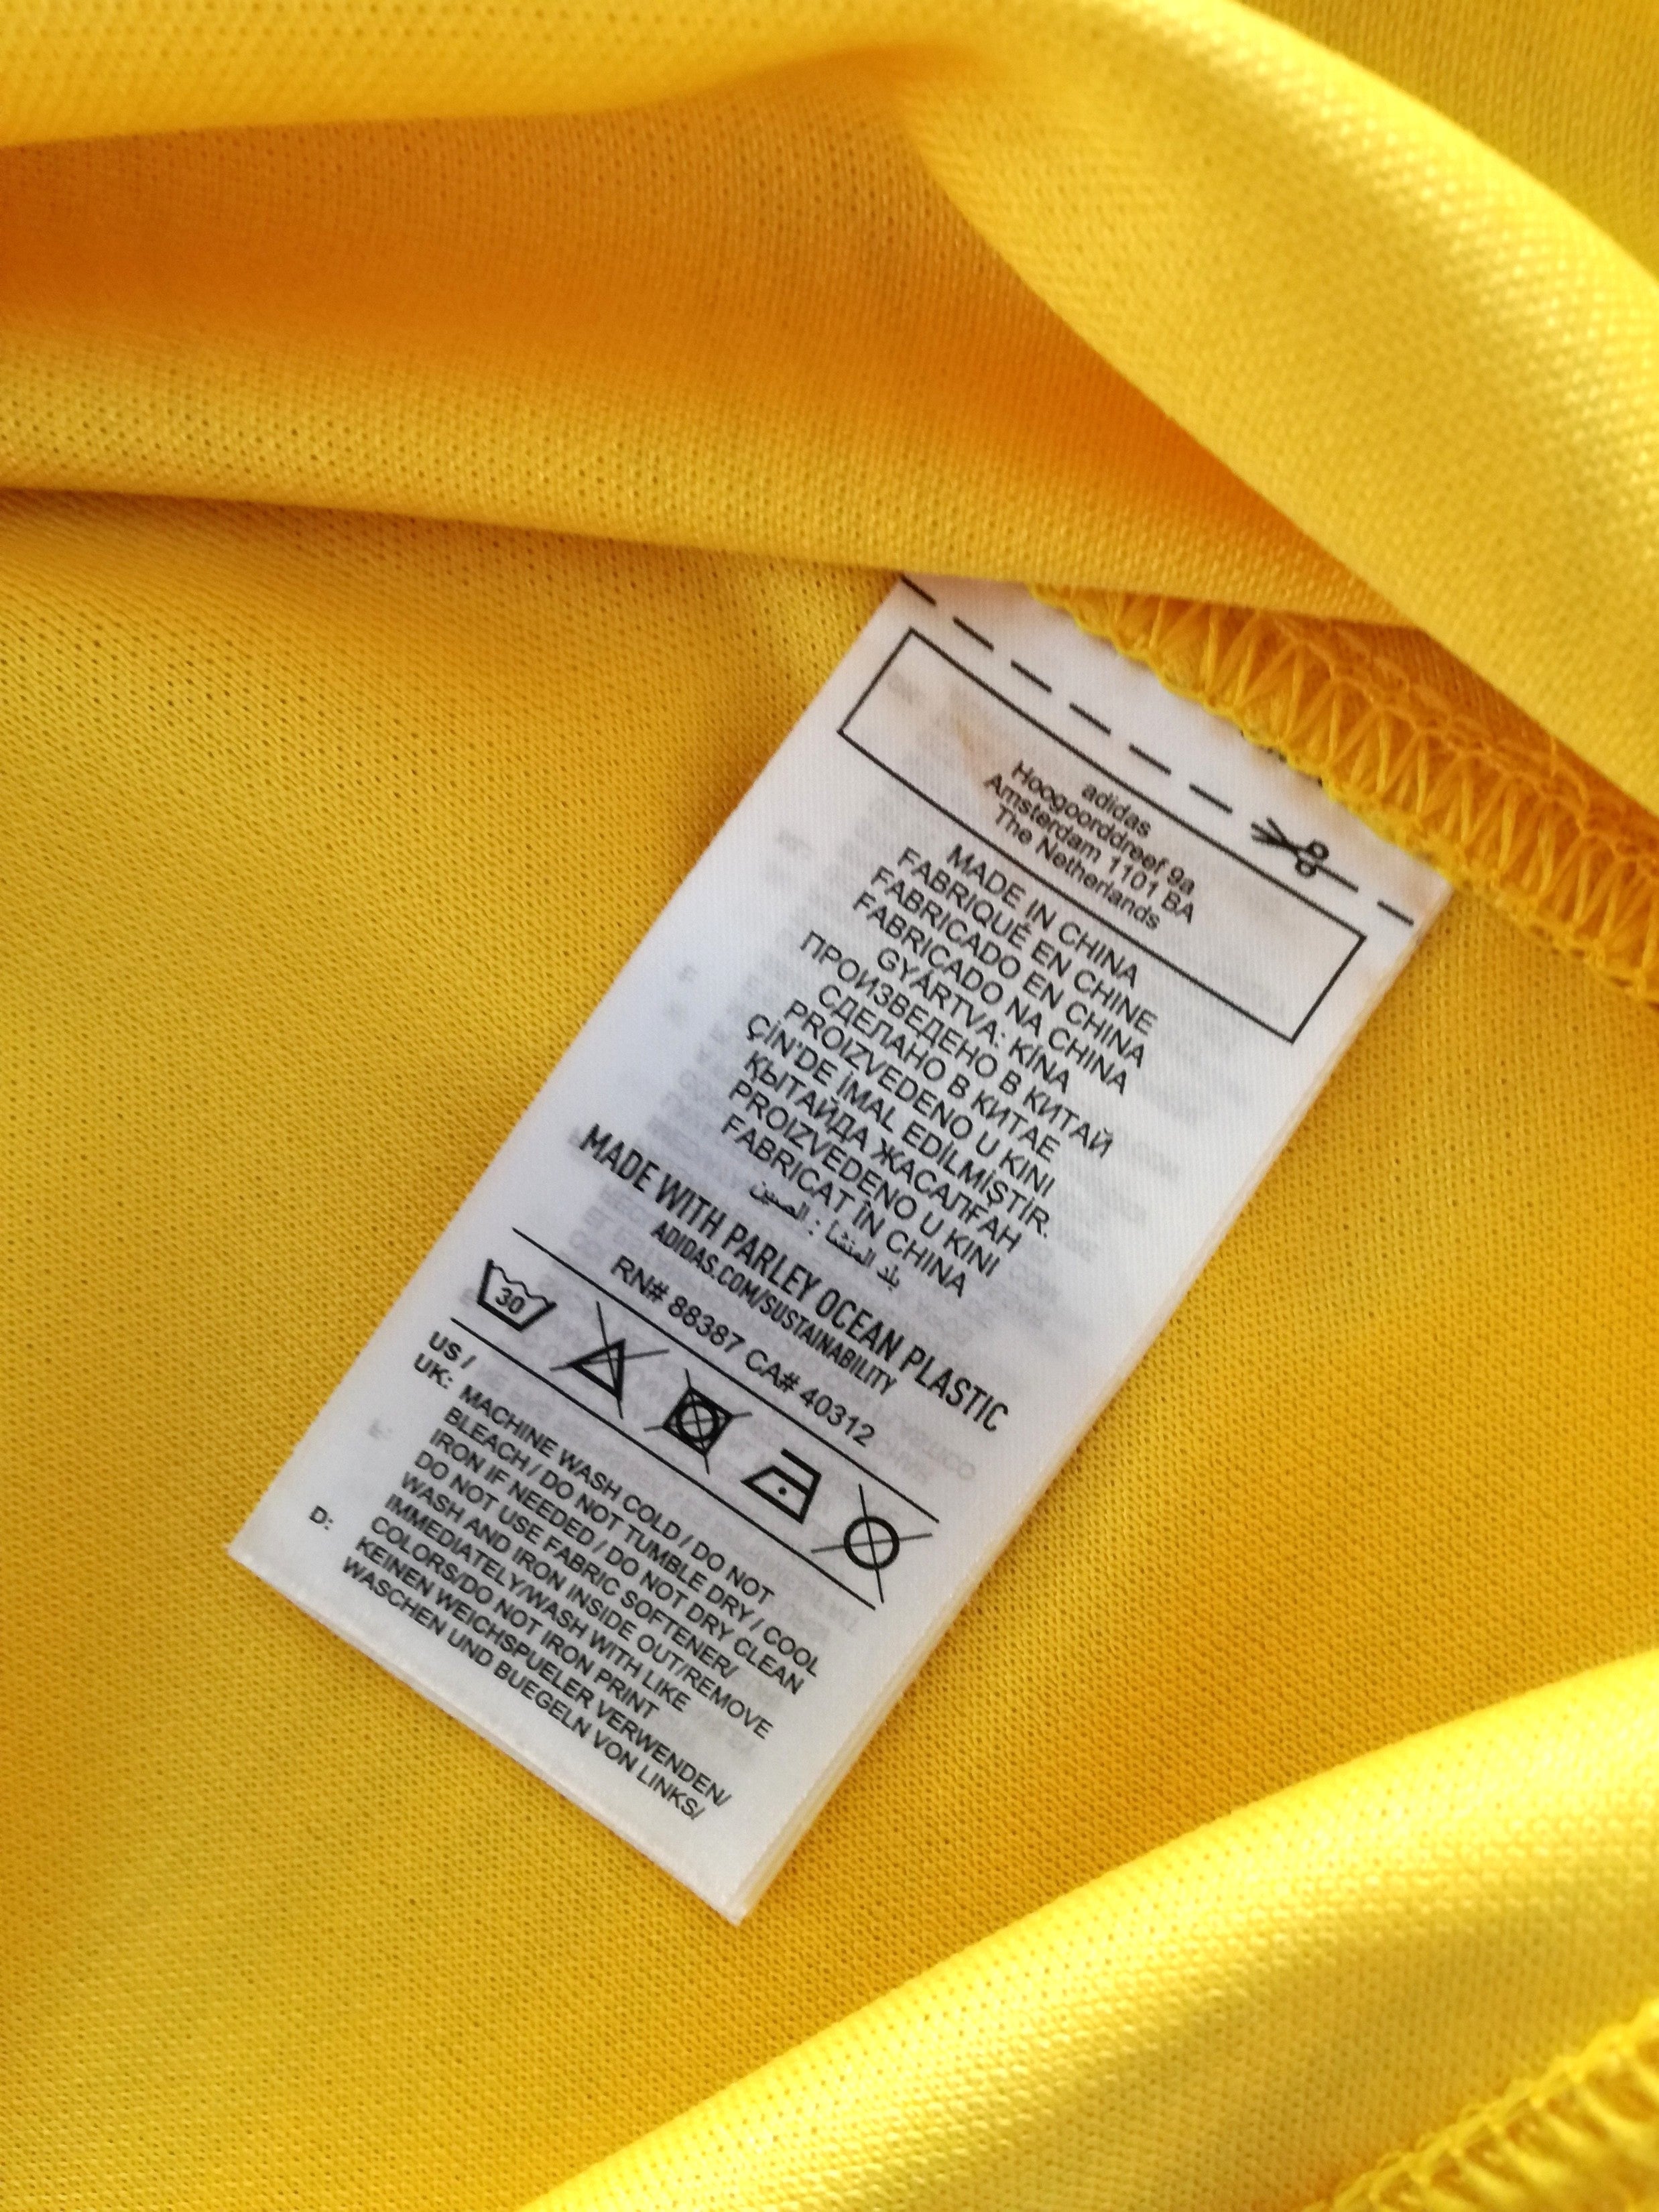 adidas
Hoogoorddreef 9a
Amsterdam 1101 BA
The Netherlands
MADE IN CHINA
FABRIQUÉ EN CHINE
FABRICADO EN CHINA
FABRICADO NA CHINA
GYÁRTVA: KÍNA
ПРОИЗВЕДЕНО В КИТАЙ
СДЕЛАНО В КИТАЕ
PROIZVEDENO U KINI
ÇİN'DE İMAL EDİLMİŞTİR.
ҚЫТАЙДА ЖАСАЛҒАН
PROIZVEDENO U KINI
FABRICAT ÎN CHINA
بلد المنشأ : الصين
MADE WITH PARLEY OCEAN PLASTIC
ADIDAS.COM/SUSTAINABILITY
RN# 88387 CA# 40312
30
US /
UK: MACHINE WASH COLD / DO NOT
BLEACH / DO NOT TUMBLE DRY / COOL
IRON IF NEEDED / DO NOT DRY CLEAN
DO NOT USE FABRIC SOFTENER/
WASH AND IRON INSIDE OUT/REMOVE
IMMEDIATELY/WASH WITH LIKE
COLORS/DO NOT IRON PRINT
D: KEINEN WEICHSPUELER VERWENDEN/
WASCHEN UND BUEGELN VON LINKS/